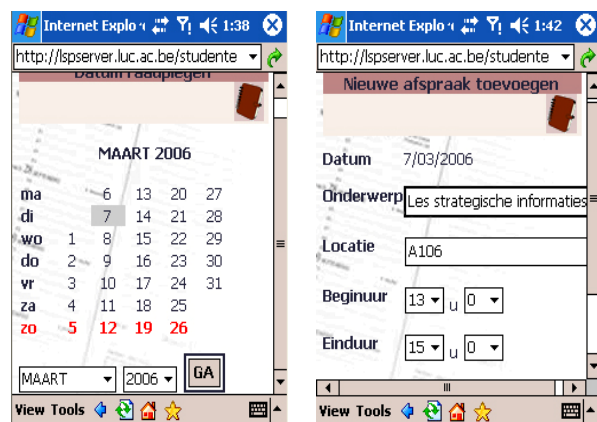 Internet Explo 1:38
http://lspserver.luc.ac.be/studente
Datum raadplegen
MAART 2006
ma 6 13 20 27
di 7 14 21 28
wo 1 8 15 22 29
do 2 9 16 23 30
vr 3 10 17 24 31
za 4 11 18 25
zo 5 12 19 26
MAART 2006 GA
View Tools
Internet Explo 1:42
http://lspserver.luc.ac.be/studente
Nieuwe afspraak toevoegen
Datum 7/03/2006
Onderwerp Les strategische informaties
Locatie A106
Beginuur 13 u 0
Einduur 15 u 0
View Tools